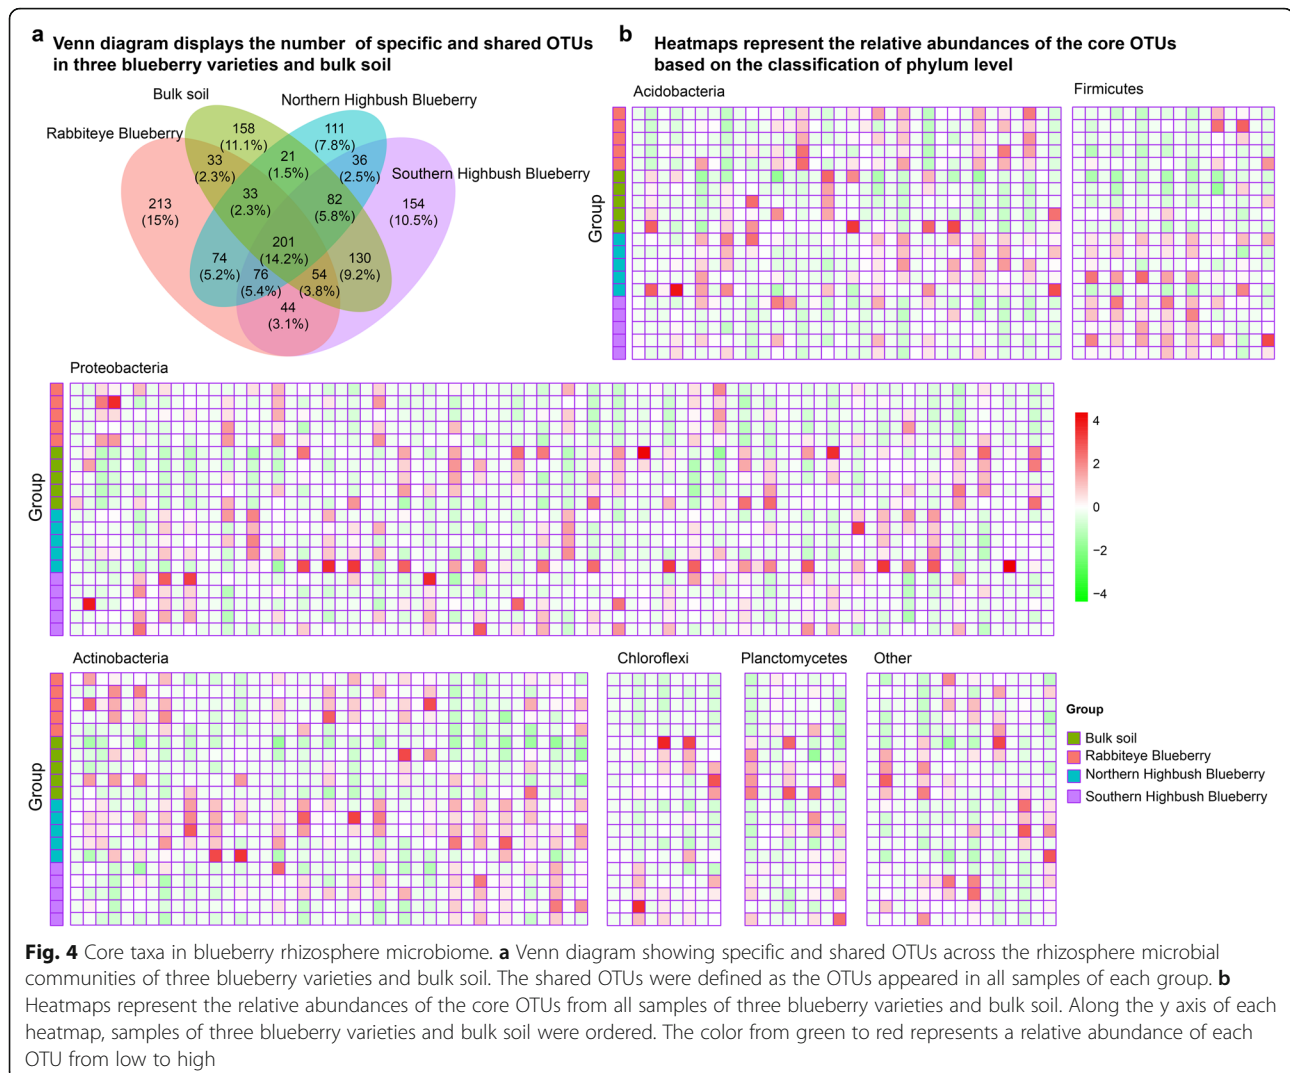 a
Venn diagram displays the number of specific and shared OTUs
in three blueberry varieties and bulk soil
Bulk soil
Northern Highbush Blueberry
Rabbiteye Blueberry
Southern Highbush Blueberry
158
(11.1%)
111
(7.8%)
33
(2.3%)
21
(1.5%)
36
(2.5%)
213
(15%)
33
(2.3%)
82
(5.8%)
154
(10.5%)
201
(14.2%)
74
(5.2%)
76
(5.4%)
54
(3.8%)
130
(9.2%)
44
(3.1%)
b
Heatmaps represent the relative abundances of the core OTUs
based on the classification of phylum level
Acidobacteria
Firmicutes
Group
Proteobacteria
Group
4
2
0
−2
−4
Actinobacteria
Chloroflexi
Planctomycetes
Other
Group
Group
Bulk soil
Rabbiteye Blueberry
Northern Highbush Blueberry
Southern Highbush Blueberry
Fig. 4 Core taxa in blueberry rhizosphere microbiome. a Venn diagram showing specific and shared OTUs across the rhizosphere microbial
communities of three blueberry varieties and bulk soil. The shared OTUs were defined as the OTUs appeared in all samples of each group. b
Heatmaps represent the relative abundances of the core OTUs from all samples of three blueberry varieties and bulk soil. Along the y axis of each
heatmap, samples of three blueberry varieties and bulk soil were ordered. The color from green to red represents a relative abundance of each
OTU from low to high